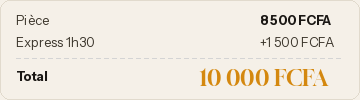 Pièce 8 500 FCFA
Express 1h30 +1 500 FCFA
Total 10 000 FCFA